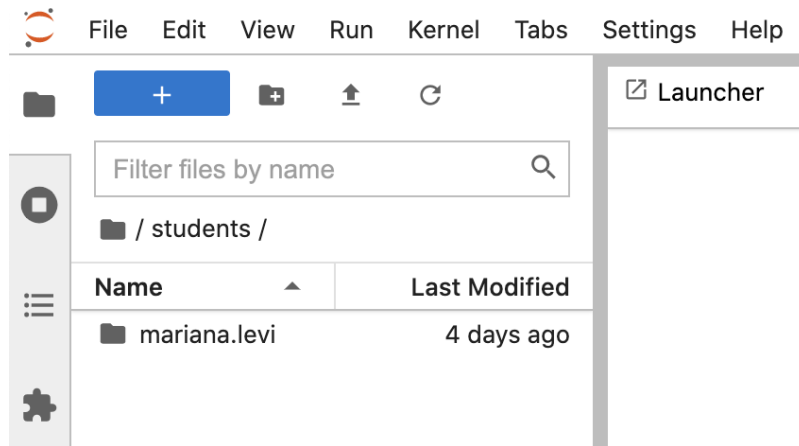 File Edit View Run Kernel Tabs Settings Help
+
Launcher
Filter files by name
/ students /
Name Last Modified
mariana.levi 4 days ago